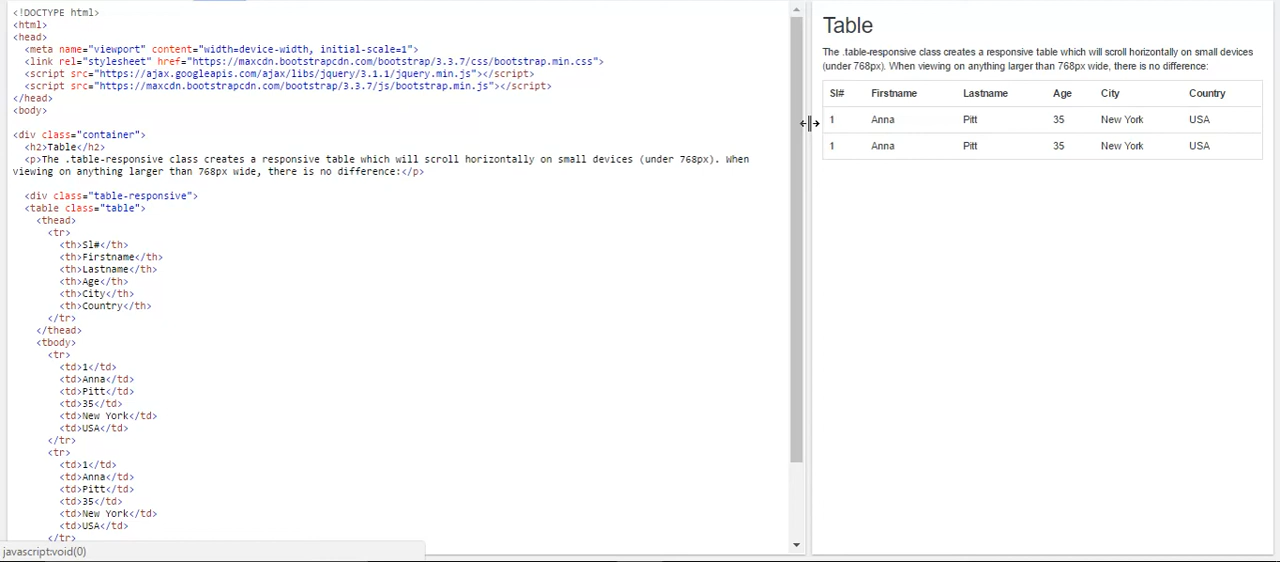 <!DOCTYPE html>
<html>
<head>
<meta name="viewport" content="width=device-width, initial-scale=1">
<link rel="stylesheet" href="https://maxcdn.bootstrapcdn.com/bootstrap/3.3.7/css/bootstrap.min.css">
<script src="https://ajax.googleapis.com/ajax/libs/jquery/3.1.1/jquery.min.js"></script>
<script src="https://maxcdn.bootstrapcdn.com/bootstrap/3.3.7/js/bootstrap.min.js"></script>
</head>
<body>
<div class="container">
<h2>Table</h2>
<p>The .table-responsive class creates a responsive table which will scroll horizontally on small devices (under 768px). When
viewing on anything larger than 768px wide, there is no difference:</p>
<div class="table-responsive">
<table class="table">
<thead>
<tr>
<th>Sl#</th>
<th>Firstname</th>
<th>Lastname</th>
<th>Age</th>
<th>City</th>
<th>Country</th>
</tr>
</thead>
<tbody>
<tr>
<td>1</td>
<td>Anna</td>
<td>Pitt</td>
<td>35</td>
<td>New York</td>
<td>USA</td>
</tr>
<tr>
<td>1</td>
<td>Anna</td>
<td>Pitt</td>
<td>35</td>
<td>New York</td>
<td>USA</td>
</tr>
javascript:void(0)
Table
The .table-responsive class creates a responsive table which will scroll horizontally on small devices
(under 768px). When viewing on anything larger than 768px wide, there is no difference:
Sl# Firstname Lastname Age City Country
1 Anna Pitt 35 New York USA
1 Anna Pitt 35 New York USA